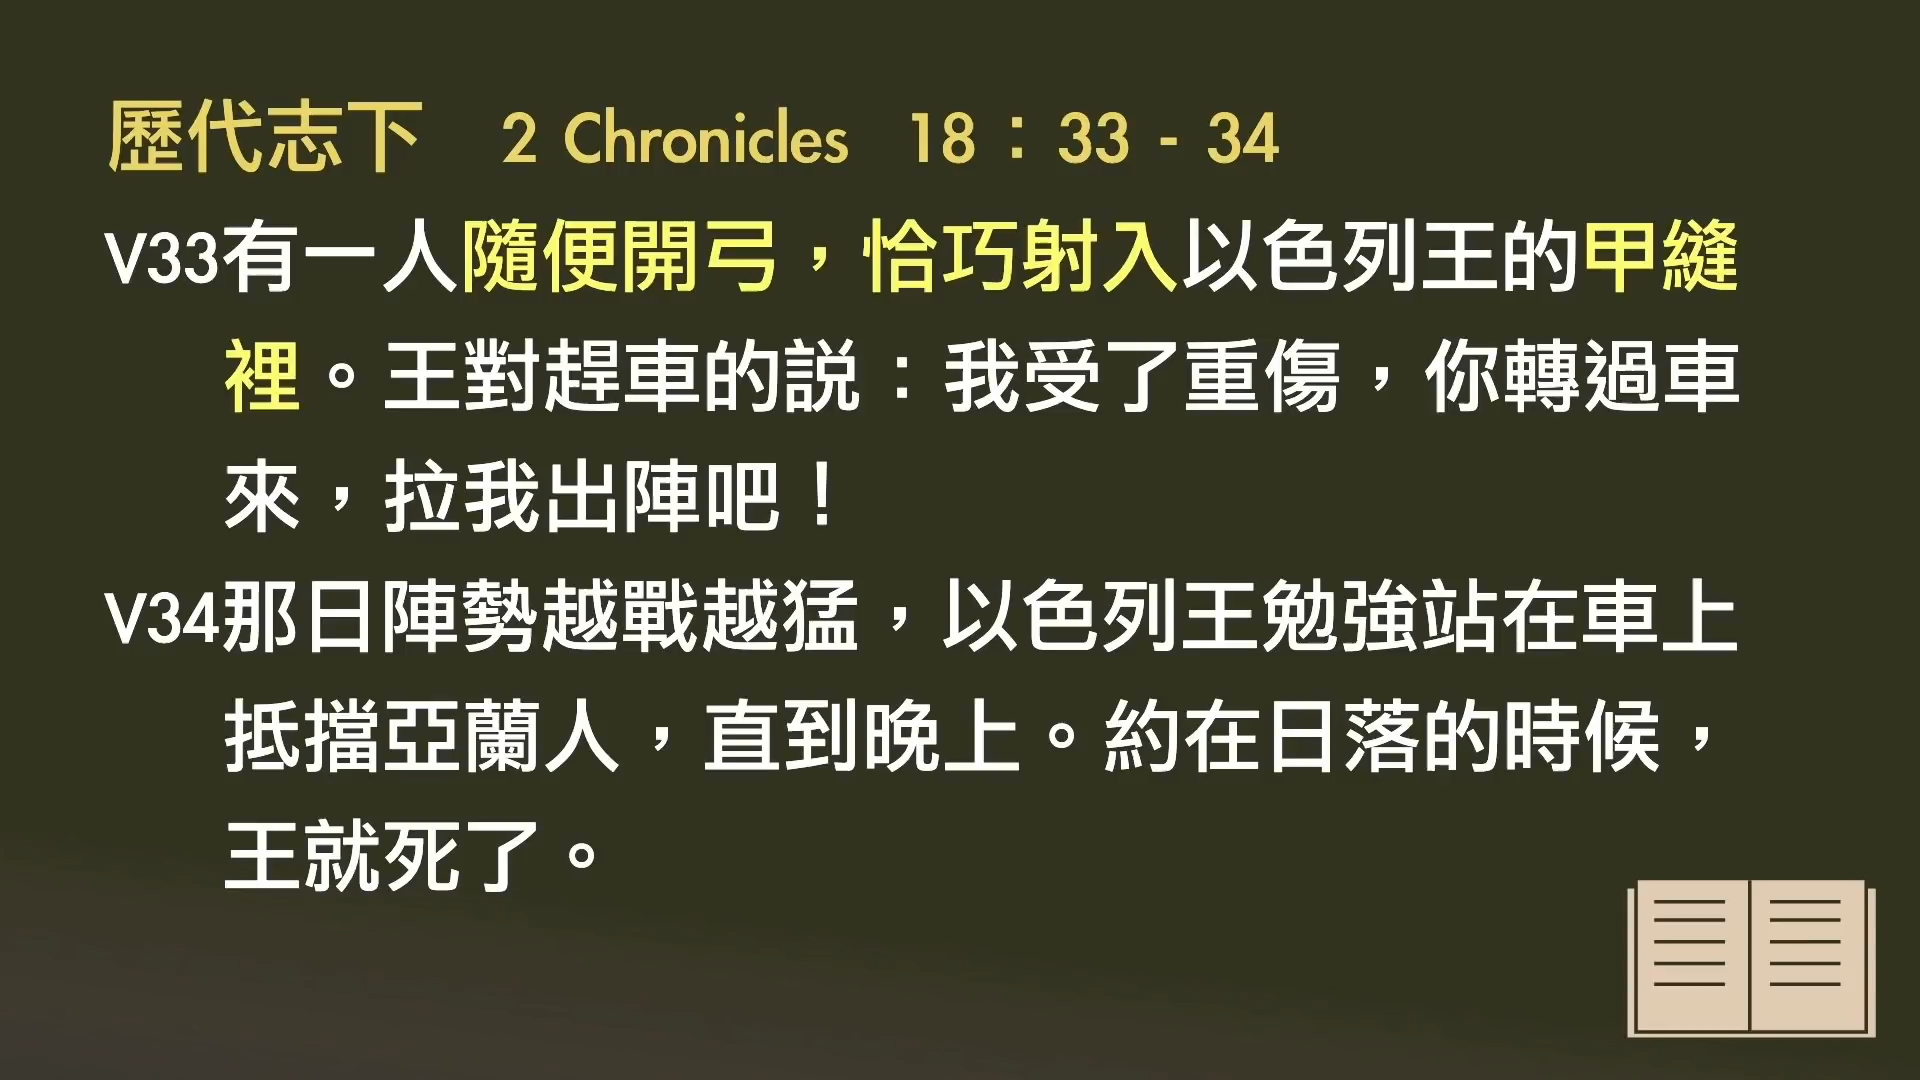 歷代志下 2 Chronicles 18：33 - 34
V33有一人隨便開弓，恰巧射入以色列王的甲縫
裡。王對趕車的説：我受了重傷，你轉過車
來，拉我出陣吧！
V34那日陣勢越戰越猛，以色列王勉強站在車上
抵擋亞蘭人，直到晚上。約在日落的時候，
王就死了。